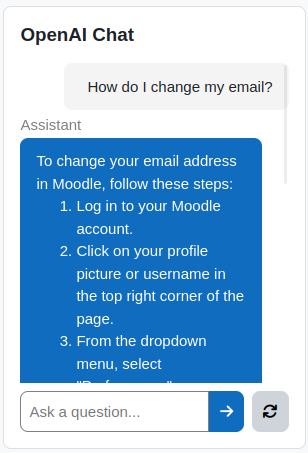 OpenAI Chat
How do I change my email?
Assistant
To change your email address
in Moodle, follow these steps:
1. Log in to your Moodle
account.
2. Click on your profile
picture or username in
the top right corner of the
page.
3. From the dropdown
menu, select
Ask a question...